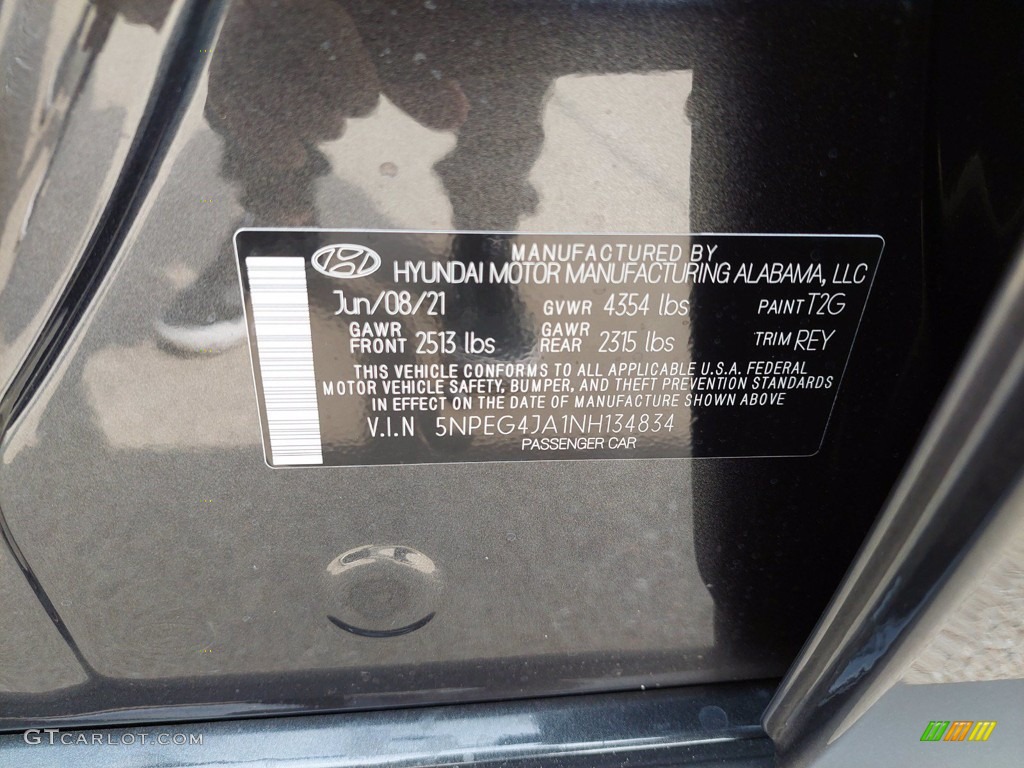 MANUFACTURED BY
HYUNDAI MOTOR MANUFACTURING ALABAMA, LLC
Jun/08/21 GVWR 4354 lbs PAINT T2G
GAWR FRONT 2513 lbs GAWR REAR 2315 lbs TRIM REY
THIS VEHICLE CONFORMS TO ALL APPLICABLE U.S.A. FEDERAL
MOTOR VEHICLE SAFETY, BUMPER, AND THEFT PREVENTION STANDARDS
IN EFFECT ON THE DATE OF MANUFACTURE SHOWN ABOVE
V.I.N 5NPEG4JA1NH134834
PASSENGER CAR
GTCARLOT.COM